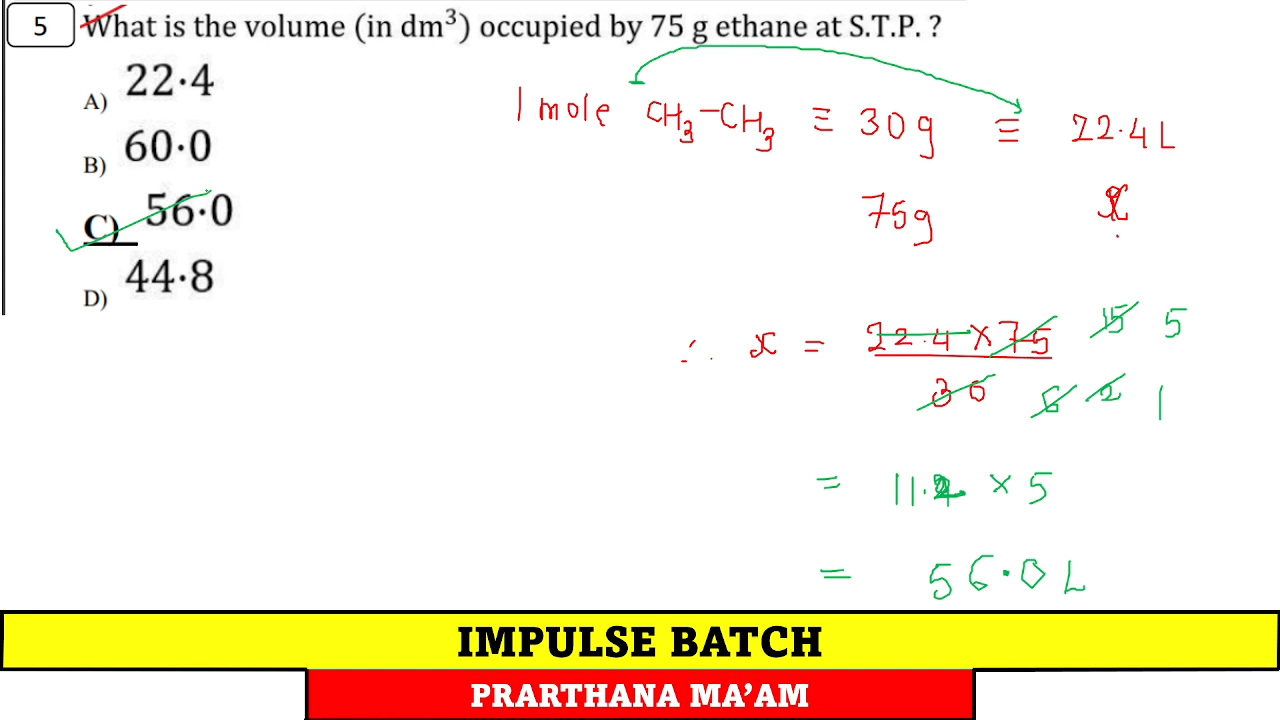 5 What is the volume (in dm³) occupied by 75 g ethane at S.T.P. ?
A) 22·4
B) 60·0
C) 56·0
D) 44·8
1 mole CH₃-CH₃ ≡ 30g ≡ 22.4 L
75g x
∴ x = 22.4 × 75 15 5
30 6 2 1
= 11.2 × 5
= 56.0 L
IMPULSE BATCH
PRARTHANA MA'AM